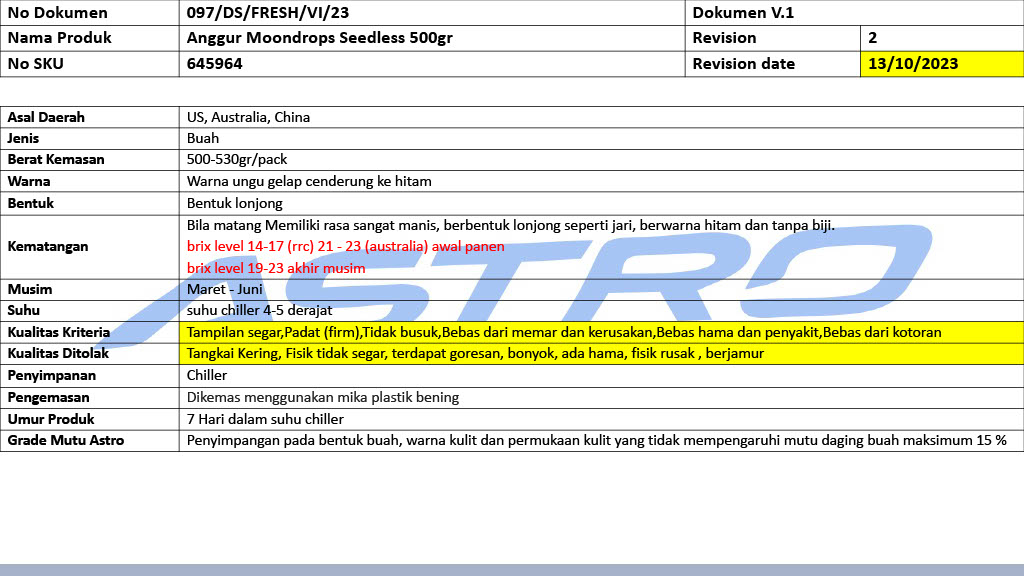 No Dokumen 097/DS/FRESH/VI/23 Dokumen V.1
Nama Produk Anggur Moondrops Seedless 500gr Revision 2
No SKU 645964 Revision date 13/10/2023
Asal Daerah US, Australia, China
Jenis Buah
Berat Kemasan 500-530gr/pack
Warna Warna ungu gelap cenderung ke hitam
Bentuk Bentuk lonjong
Kematangan Bila matang Memiliki rasa sangat manis, berbentuk lonjong seperti jari, berwarna hitam dan tanpa biji.
brix level 14-17 (rrc) 21 - 23 (australia) awal panen
brix level 19-23 akhir musim
Musim Maret - Juni
Suhu suhu chiller 4-5 derajat
Kualitas Kriteria Tampilan segar,Padat (firm),Tidak busuk,Bebas dari memar dan kerusakan,Bebas hama dan penyakit,Bebas dari kotoran
Kualitas Ditolak Tangkai Kering, Fisik tidak segar, terdapat goresan, bonyok, ada hama, fisik rusak , berjamur
Penyimpanan Chiller
Pengemasan Dikemas menggunakan mika plastik bening
Umur Produk 7 Hari dalam suhu chiller
Grade Mutu Astro Penyimpangan pada bentuk buah, warna kulit dan permukaan kulit yang tidak mempengaruhi mutu daging buah maksimum 15 %
ASTRO